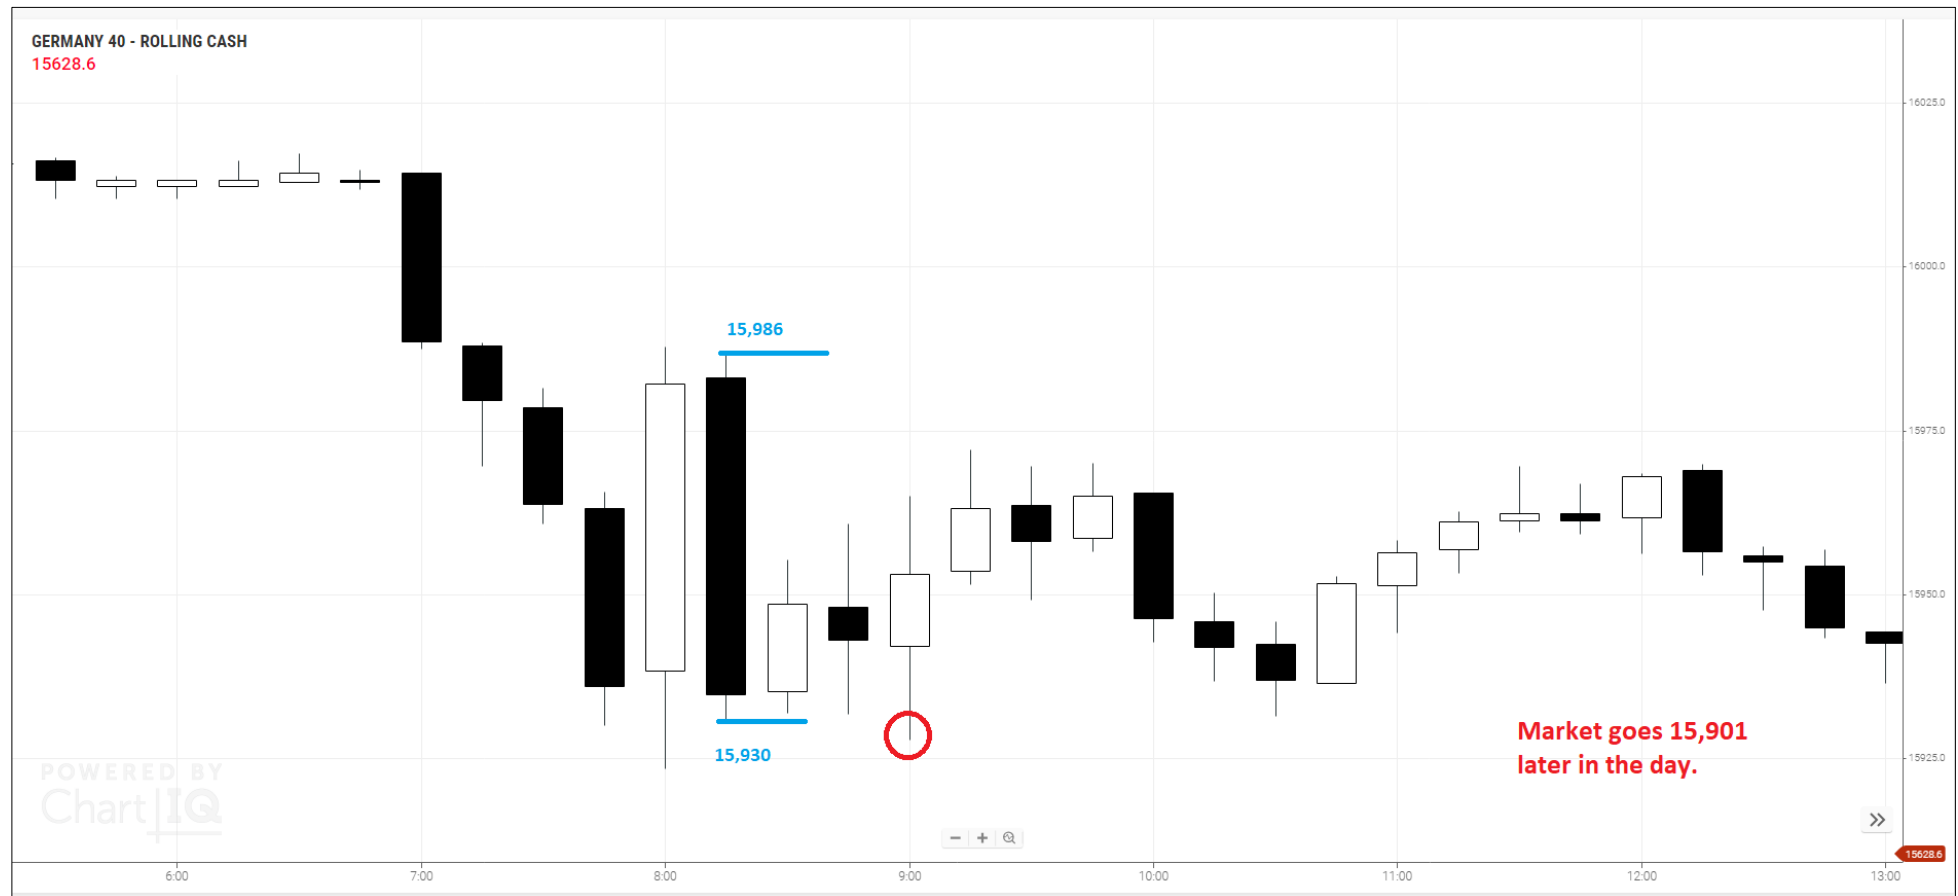 GERMANY 40 - ROLLING CASH
15628.6
16025.0
16000.0
15,986
15975.0
15950.0
15,930
Market goes 15,901
later in the day.
15925.0
POWERED BY
ChartIQ
15628.6
6:00 7:00 8:00 9:00 10:00 11:00 12:00 13:00